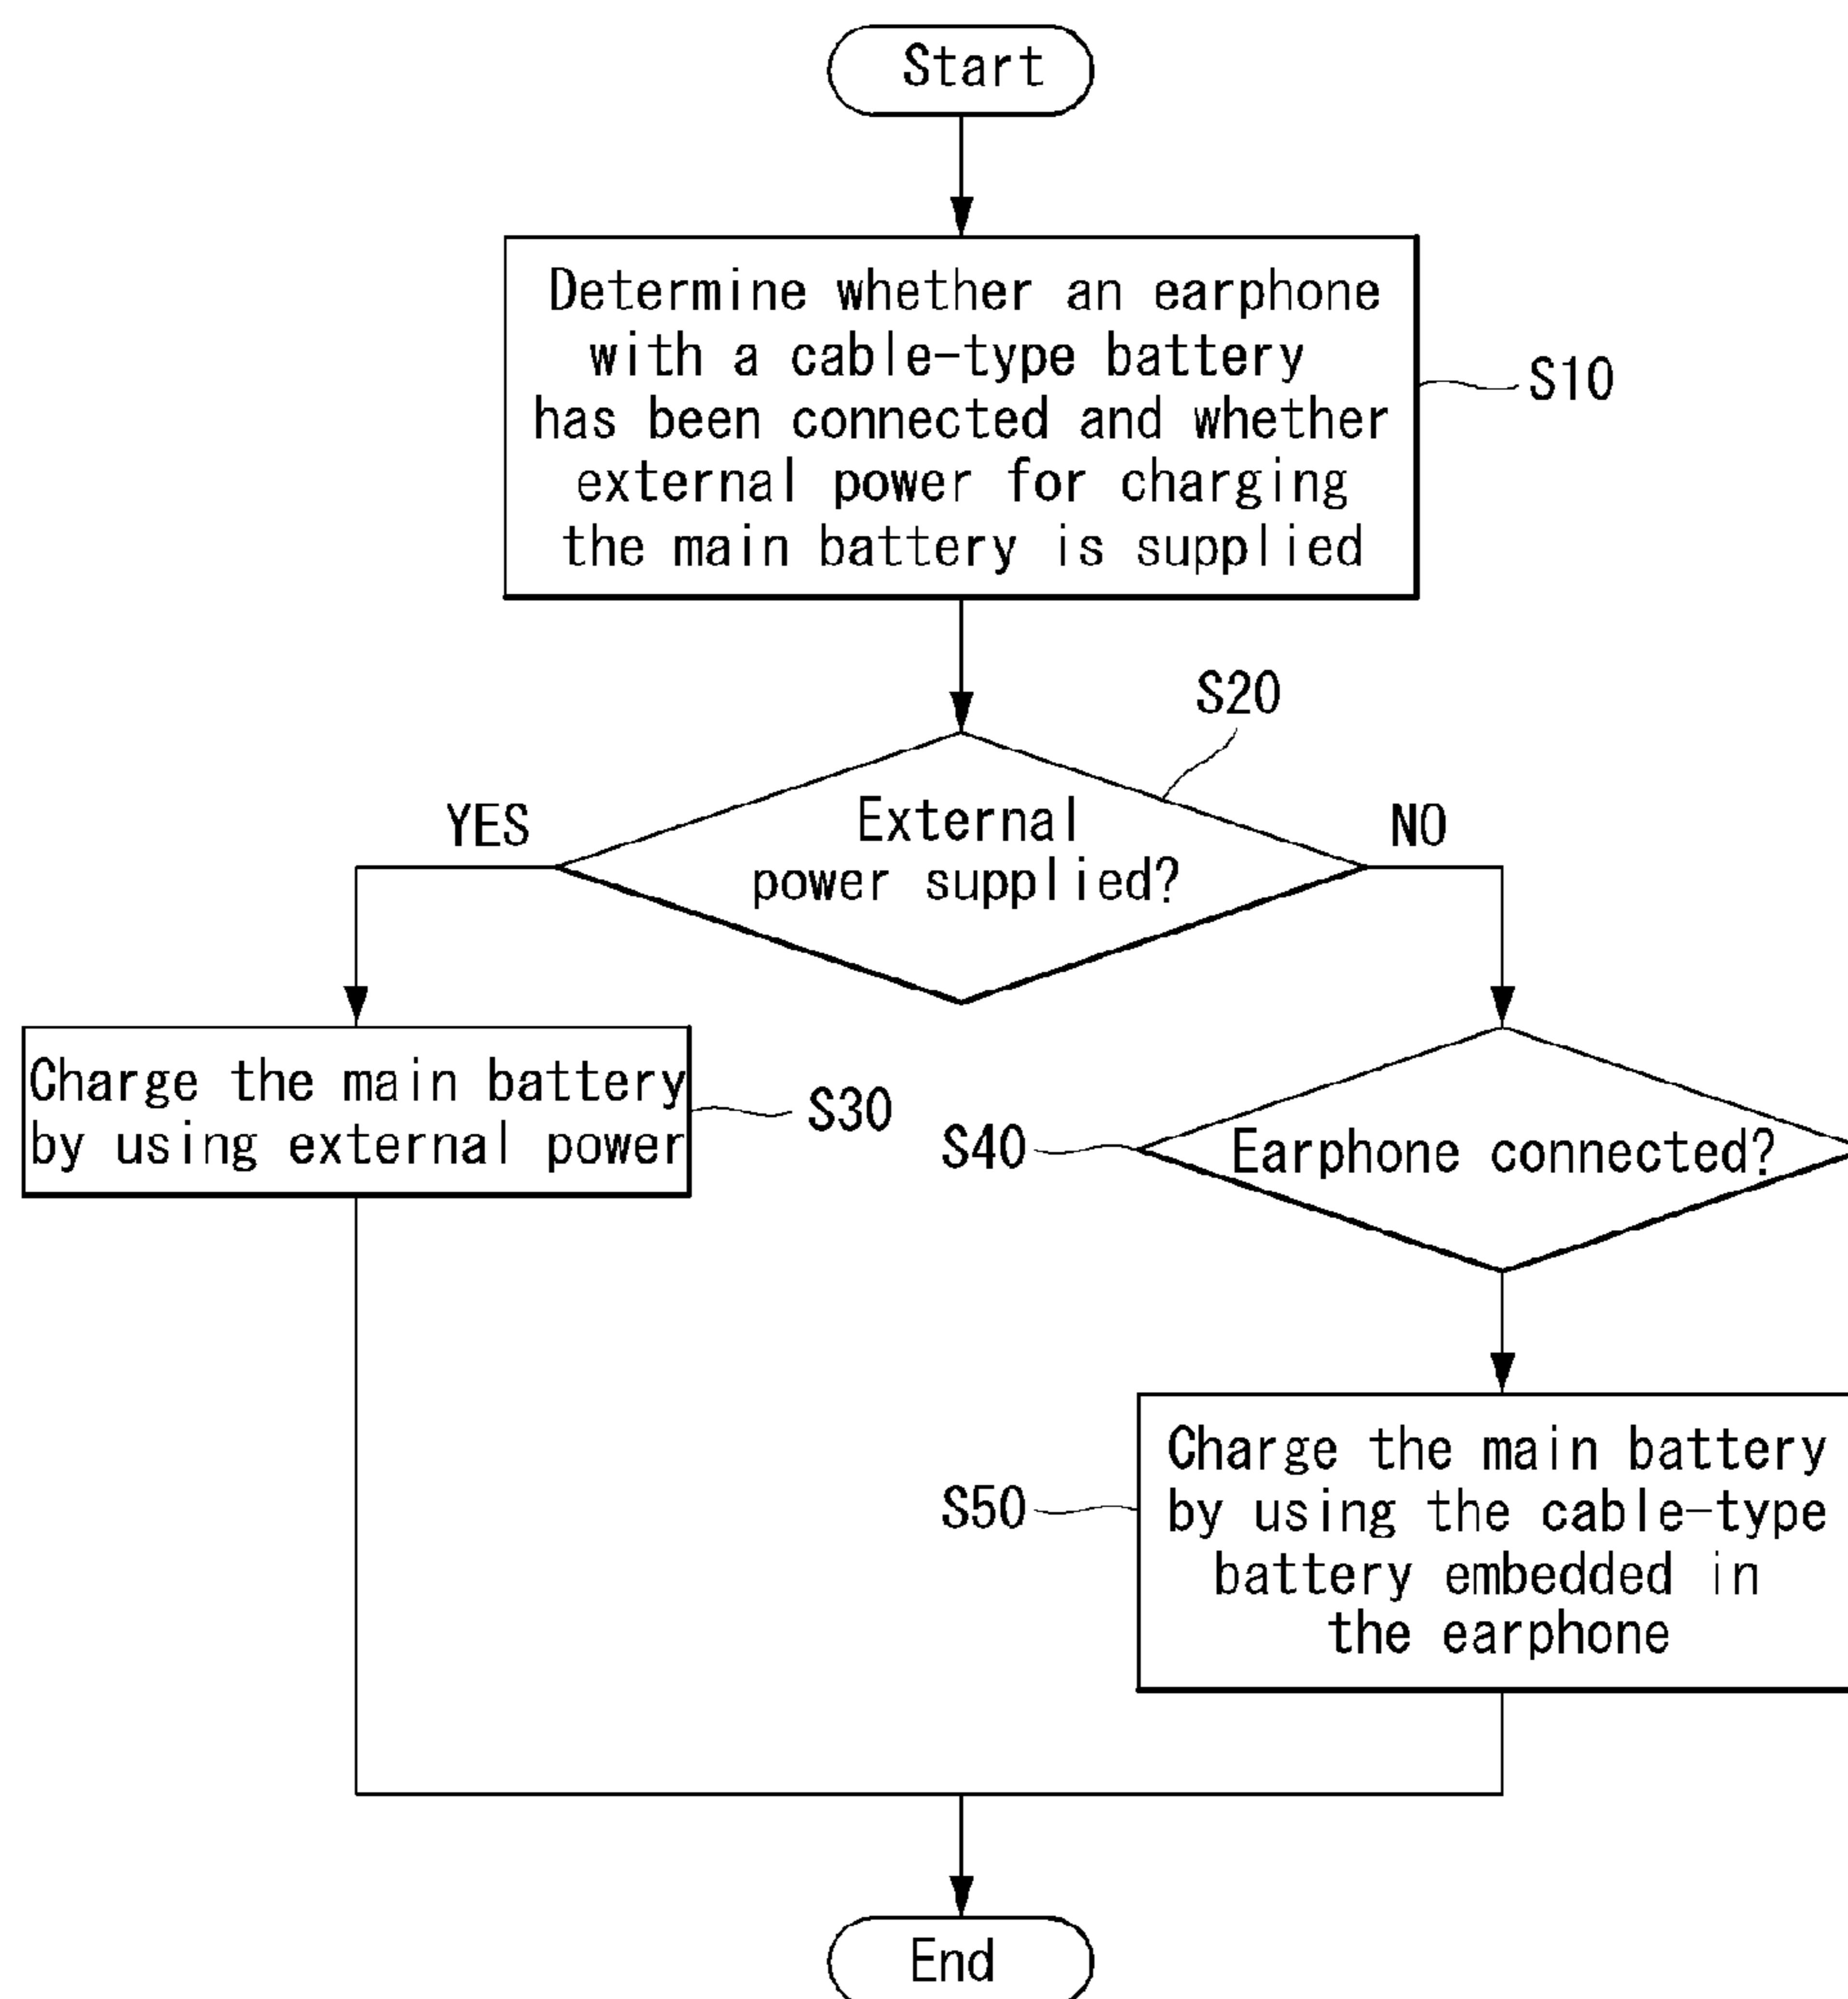 Start
Determine whether an earphone
with a cable-type battery
has been connected and whether
external power for charging
the main battery is supplied
S10
S20
External
power supplied?
YES
NO
Charge the main battery
by using external power
S30
S40
Earphone connected?
Charge the main battery
by using the cable-type
battery embedded in
the earphone
S50
End